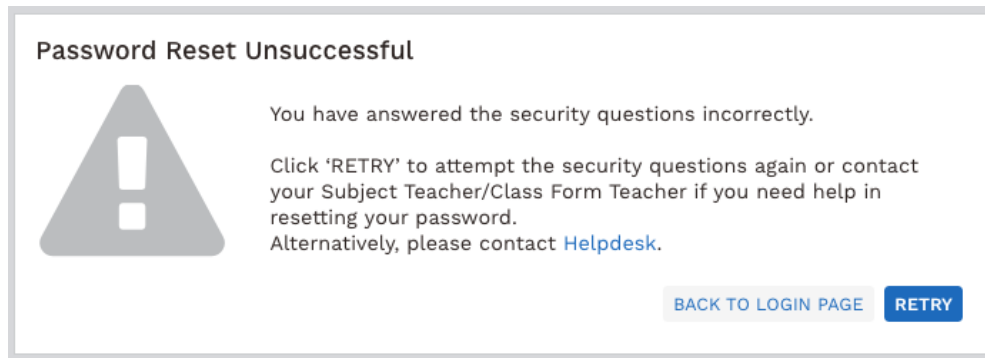 Password Reset Unsuccessful
You have answered the security questions incorrectly.
Click ‘RETRY’ to attempt the security questions again or contact
your Subject Teacher/Class Form Teacher if you need help in
resetting your password.
Alternatively, please contact Helpdesk.
BACK TO LOGIN PAGE RETRY